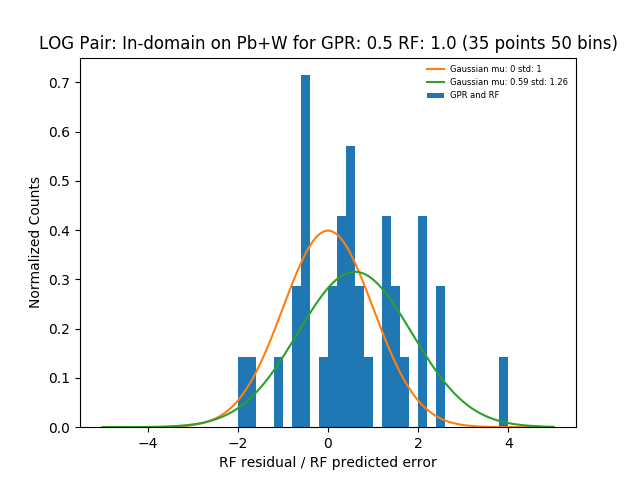 LOG Pair: In-domain on Pb+W for GPR: 0.5 RF: 1.0 (35 points 50 bins)
Gaussian mu: 0 std: 1
Gaussian mu: 0.59 std: 1.26
GPR and RF
Normalized Counts
0.7
0.6
0.5
0.4
0.3
0.2
0.1
0.0
−4 −2 0 2 4
RF residual / RF predicted error